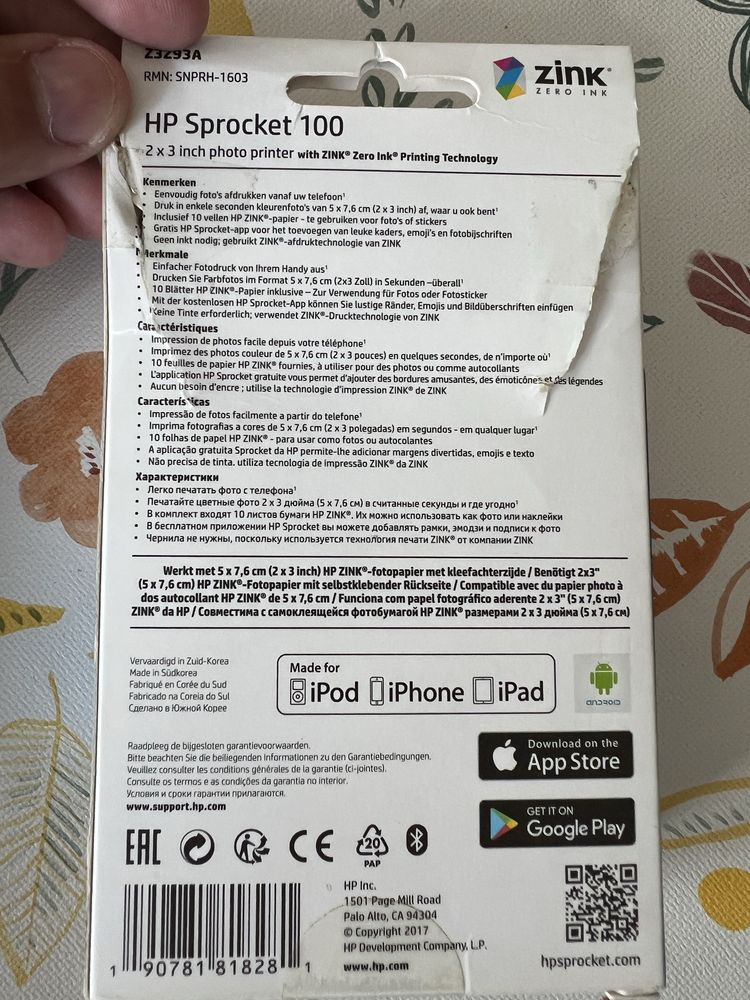 Z3Z93A
RMN: SNPRH-1603
zink®
ZERO INK
HP Sprocket 100
2 x 3 inch photo printer with ZINK® Zero Ink® Printing Technology
Kenmerken
• Eenvoudig foto's afdrukken vanaf uw telefoon¹
• Druk in enkele seconden kleurenfoto's van 5 x 7,6 cm (2 x 3 inch) af, waar u ook bent¹
• Inclusief 10 vellen HP ZINK®-papier – te gebruiken voor foto's of stickers
• Gratis HP Sprocket-app voor het toevoegen van leuke kaders, emoji's en fotobijschriften
Geen inkt nodig; gebruikt ZINK®-afdruktechnologie van ZINK
Merkmale
Einfacher Fotodruck von Ihrem Handy aus¹
Drucken Sie Farbfotos im Format 5 x 7,6 cm (2x3 Zoll) in Sekunden –überall¹
• 10 Blätter HP ZINK®-Papier inklusive – Zur Verwendung für Fotos oder Fotosticker
• Mit der kostenlosen HP Sprocket-App können Sie lustige Ränder, Emojis und Bildüberschriften einfügen
• Keine Tinte erforderlich; verwendet ZINK®-Drucktechnologie von ZINK
Caractéristiques
• Impression de photos facile depuis votre téléphone¹
• Imprimez des photos couleur de 5 x 7,6 cm (2 x 3 pouces) en quelques secondes, de n'importe où¹
• 10 feuilles de papier HP ZINK® fournies, à utiliser pour des photos ou comme autocollants
• L'application HP Sprocket gratuite vous permet d'ajouter des bordures amusantes, des émoticônes et des légendes
• Aucun besoin d'encre ; utilise la technologie d'impression ZINK® de ZINK
Características
• Impressão de fotos facilmente a partir do telefone¹
• Imprima fotografias a cores de 5 x 7,6 cm (2 x 3 polegadas) em segundos - em qualquer lugar¹
• 10 folhas de papel HP ZINK® - para usar como fotos ou autocolantes
• A aplicação gratuita Sprocket da HP permite-lhe adicionar margens divertidas, emojis e texto
• Não precisa de tinta. utiliza tecnologia de impressão ZINK® da ZINK
Характеристики
• Легко печатать фото с телефона¹
• Печатайте цветные фото 2 x 3 дюйма (5 x 7,6 см) в считанные секунды и где угодно¹
• В комплект входят 10 листов бумаги HP ZINK®. Их можно использовать как фото или наклейки
• В бесплатном приложении HP Sprocket вы можете добавлять рамки, эмодзи и подписи к фото
• Чернила не нужны, поскольку используется технология печати ZINK® от компании ZINK
Werkt met 5 x 7,6 cm (2 x 3 inch) HP ZINK®-fotopapier met kleefachterzijde / Benötigt 2x3"
(5 x 7,6 cm) HP ZINK®-Fotopapier mit selbstklebender Rückseite / Compatible avec du papier photo à
dos autocollant HP ZINK® de 5 x 7,6 cm / Funciona com papel fotográfico aderente 2 x 3" (5 x 7,6 cm)
ZINK® da HP / Совместима с самоклеящейся фотобумагой HP ZINK® размерами 2 x 3 дюйма (5 x 7,6 см)
Vervaardigd in Zuid-Korea
Made in Südkorea
Fabriqué en Corée du Sud
Fabricado na Coreia do Sul
Сделано в Южной Корее
Made for
iPod iPhone iPad
ANDROID
Raadpleeg de bijgesloten garantievoorwaarden.
Bitte beachten Sie die beiliegenden Informationen zu den Garantiebedingungen.
Veuillez consulter les conditions générales de la garantie (ci-jointes).
Consulte os termos e as condições da garantia no interior.
Условия и сроки гарантии прилагаются.
www.support.hp.com
Download on the
App Store
GET IT ON
Google Play
EAC
CE
20
PAP
HP Inc.
1501 Page Mill Road
Palo Alto, CA 94304
© Copyright 2017
HP Development Company, L.P.
www.hp.com
1 90781 81828 1
hpsprocket.com